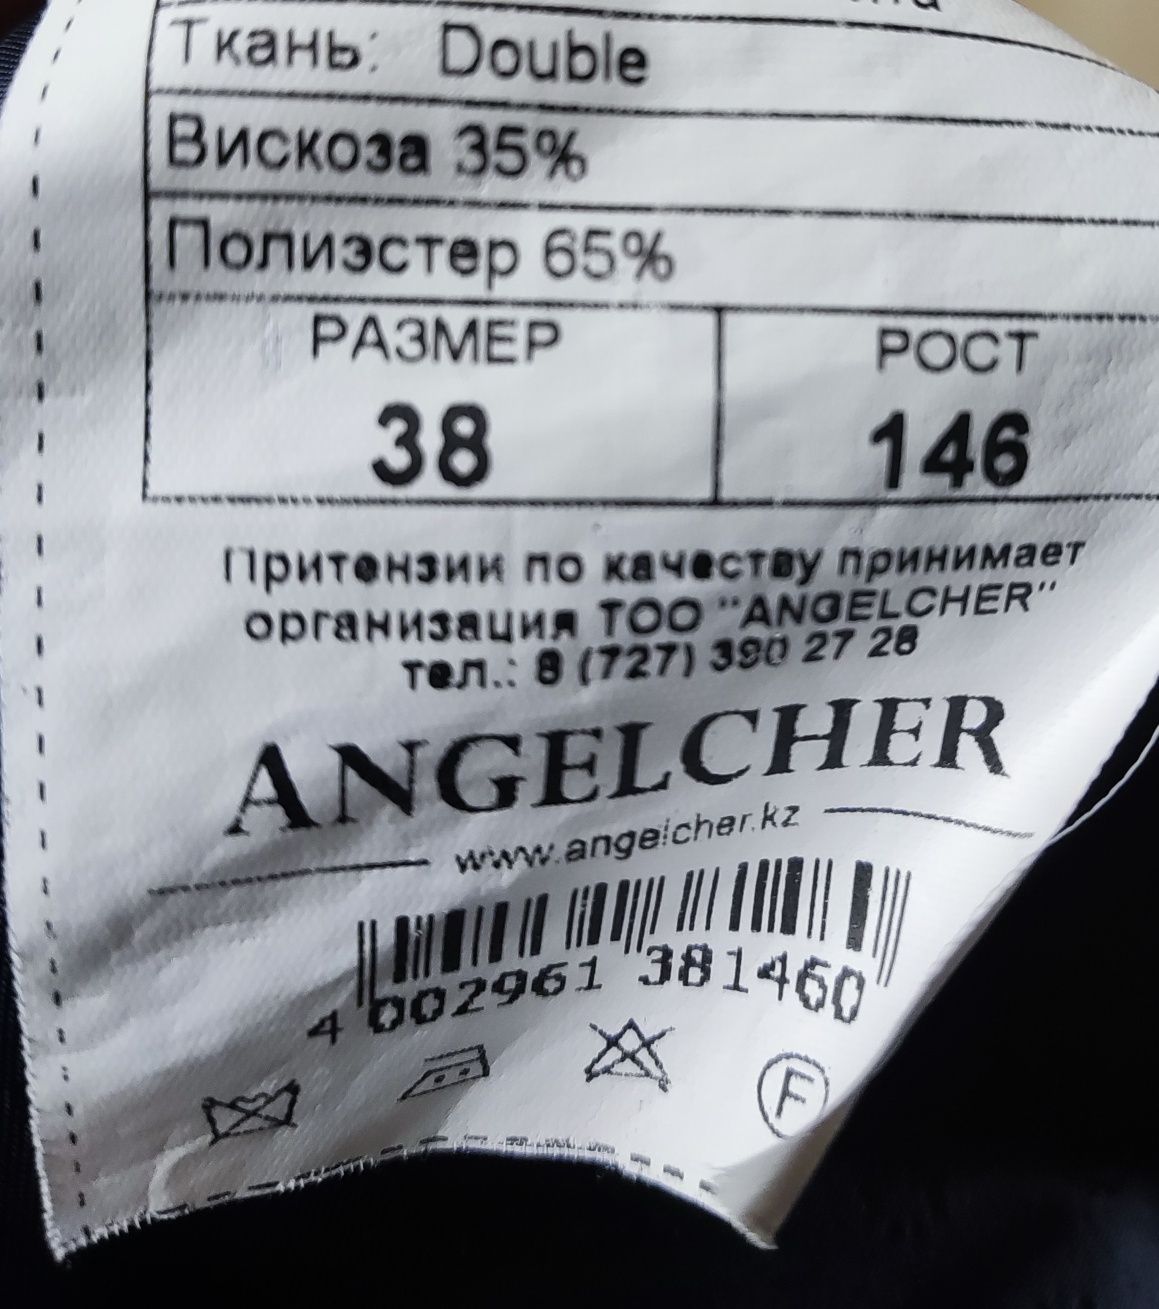 Ткань: Double
Вискоза 35%
Полиэстер 65%
РАЗМЕР РОСТ
38 146
Притензии по качеству принимает
организация ТОО "ANGELCHER"
тел.: 8 (727) 390 27 28
ANGELCHER
www.angelcher.kz
4 002961 381460
F